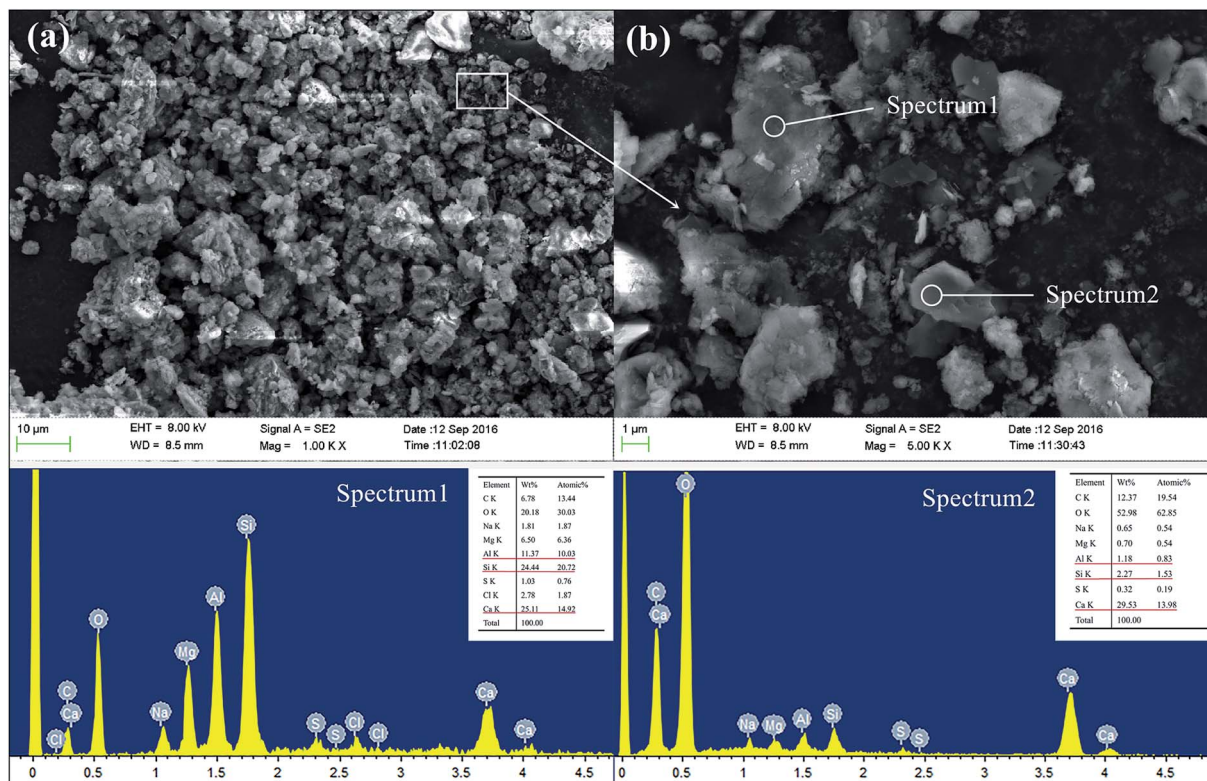 (a)
(b)
Spectrum1
Spectrum2
10 µm
EHT = 8.00 kV
Signal A = SE2
Date :12 Sep 2016
WD = 8.5 mm
Mag = 1.00 K X
Time :11:02:08
1 µm
EHT = 8.00 kV
Signal A = SE2
Date :12 Sep 2016
WD = 8.5 mm
Mag = 5.00 K X
Time :11:30:43
Spectrum1
Element Wt% Atomic%
C K 6.78 13.44
O K 20.18 30.03
Na K 1.81 1.87
Mg K 6.50 6.36
Al K 11.37 10.03
Si K 24.44 20.72
S K 1.03 0.76
Cl K 2.78 1.87
Ca K 25.11 14.92
Total 100.00
Si
Al
O
Mg
C
Ca
Cl
Na
S
S
Cl
Cl
Ca
Ca
0 0.5 1 1.5 2 2.5 3 3.5 4 4.5
Spectrum2
Element Wt% Atomic%
C K 12.37 19.54
O K 52.98 62.85
Na K 0.65 0.54
Mg K 0.70 0.54
Al K 1.18 0.83
Si K 2.27 1.53
S K 0.32 0.19
Ca K 29.53 13.98
Total 100.00
O
C
Ca
Na
Mg
Al
Si
S
S
Ca
Ca
0 0.5 1 1.5 2 2.5 3 3.5 4 4.5